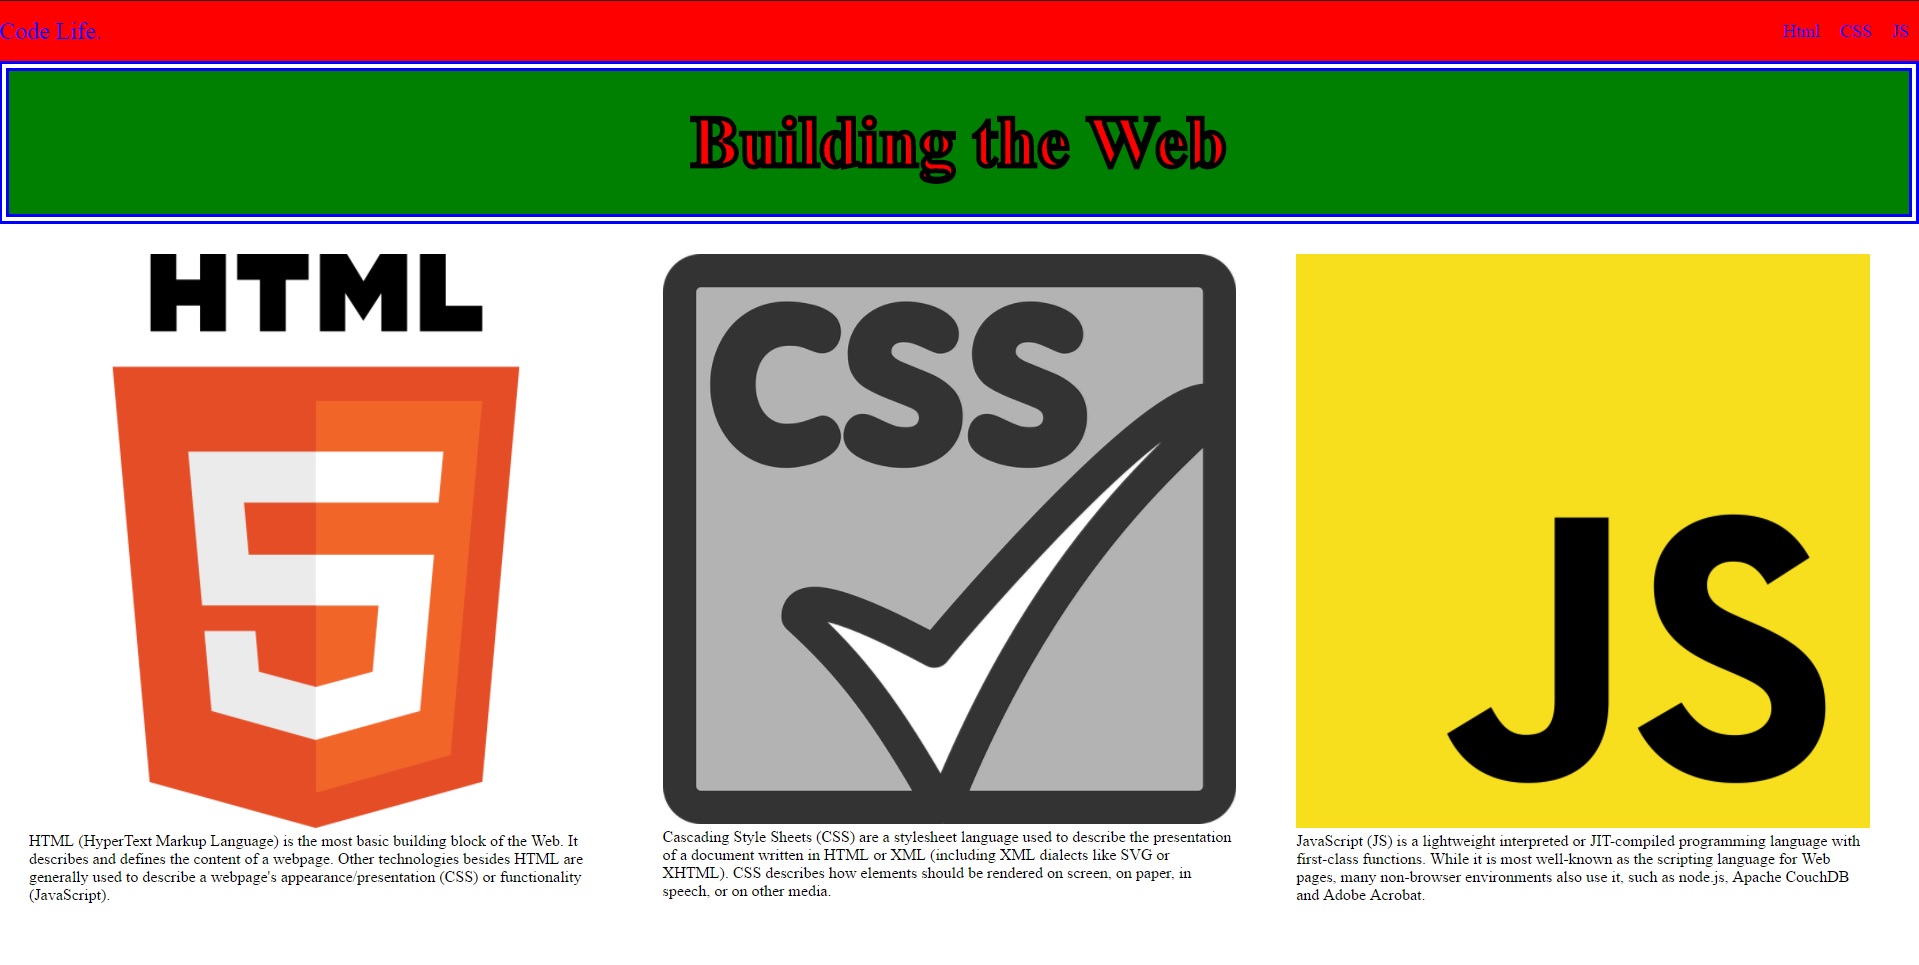 Code Life.
Html CSS JS
Building the Web
HTML
5
CSS
JS
HTML (HyperText Markup Language) is the most basic building block of the Web. It
describes and defines the content of a webpage. Other technologies besides HTML are
generally used to describe a webpage's appearance/presentation (CSS) or functionality
(JavaScript).
Cascading Style Sheets (CSS) are a stylesheet language used to describe the presentation
of a document written in HTML or XML (including XML dialects like SVG or
XHTML). CSS describes how elements should be rendered on screen, on paper, in
speech, or on other media.
JavaScript (JS) is a lightweight interpreted or JIT-compiled programming language with
first-class functions. While it is most well-known as the scripting language for Web
pages, many non-browser environments also use it, such as node.js, Apache CouchDB
and Adobe Acrobat.